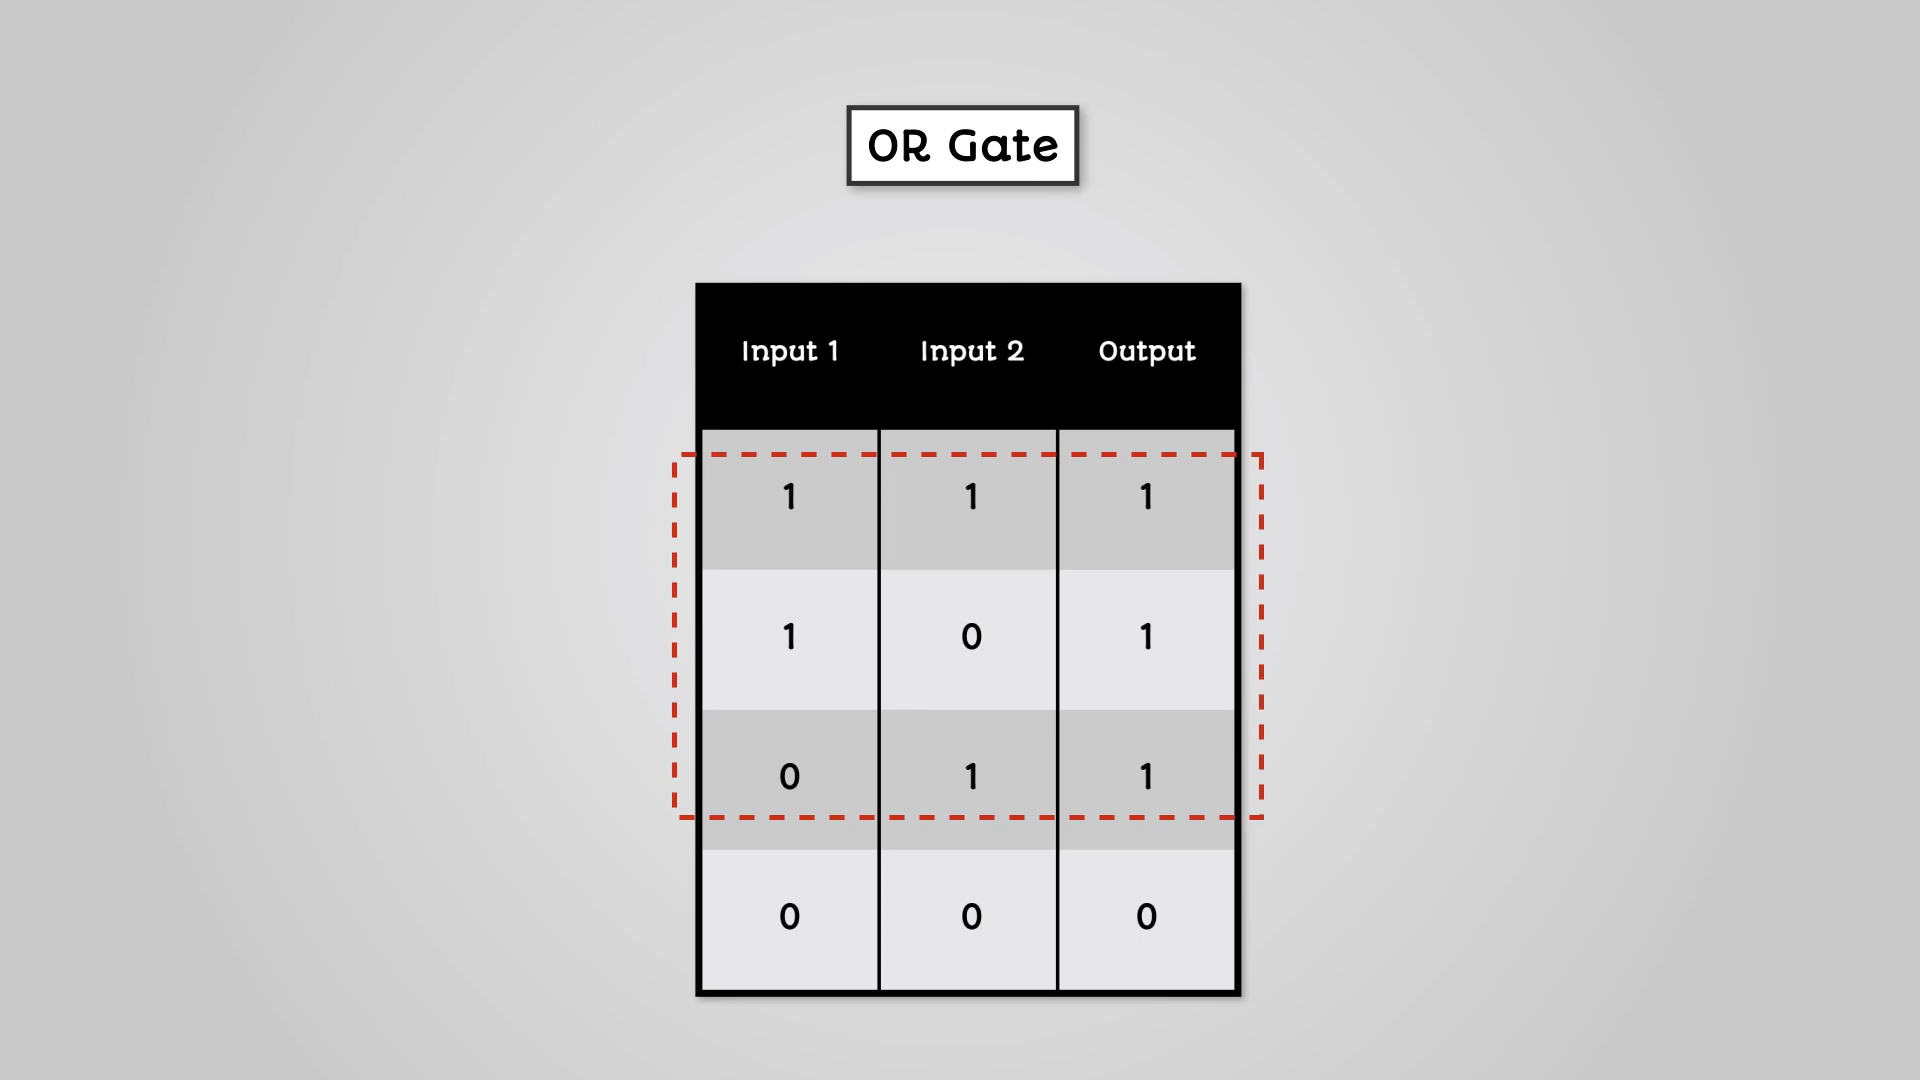 OR Gate
Input 1 Input 2 Output
1 1 1
1 0 1
0 1 1
0 0 0